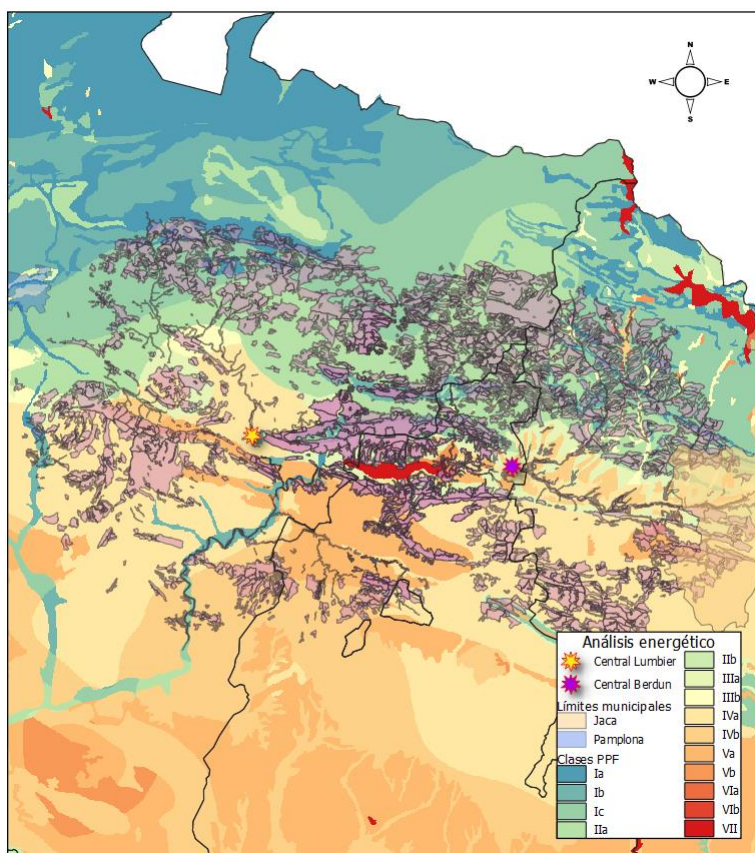 N
W E
S
Análisis energético
Central Lumbier
Central Berdun
Límites municipales
Jaca
Pamplona
Clases PPF
Ia
Ib
Ic
IIa
IIb
IIIa
IIIb
IVa
IVb
Va
Vb
VIa
VIb
VII